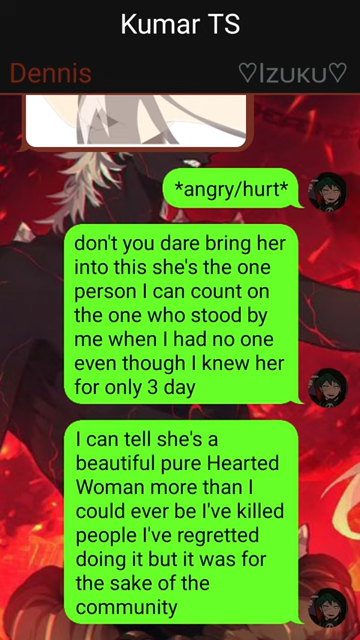 Kumar TS
Dennis
♡Izuku♡
*angry/hurt*
don't you dare bring her
into this she's the one
person I can count on
the one who stood by
me when I had no one
even though I knew her
for only 3 day
I can tell she's a
beautiful pure Hearted
Woman more than I
could ever be I've killed
people I've regretted
doing it but it was for
the sake of the
community